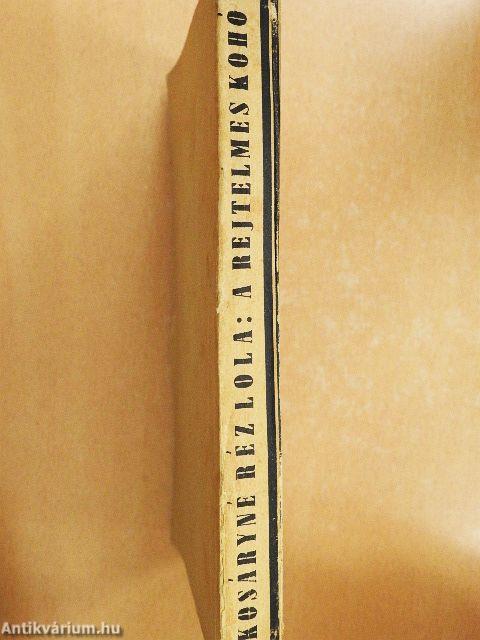 KOSÁRYNÉ RÉZ LOLA: A REJTELMES KOHÓ
Antikvárium.hu